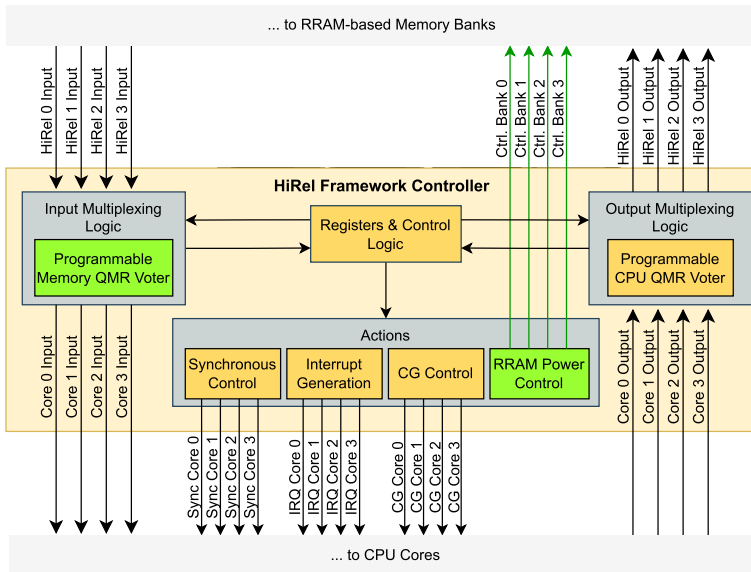 ... to RRAM-based Memory Banks
HiRel 0 Input
HiRel 1 Input
HiRel 2 Input
HiRel 3 Input
Ctrl. Bank 0
Ctrl. Bank 1
Ctrl. Bank 2
Ctrl. Bank 3
HiRel 0 Output
HiRel 1 Output
HiRel 2 Output
HiRel 3 Output
HiRel Framework Controller
Input Multiplexing
Logic
Programmable
Memory QMR Voter
Registers & Control
Logic
Output Multiplexing
Logic
Programmable
CPU QMR Voter
Actions
Synchronous
Control
Interrupt
Generation
CG Control
RRAM Power
Control
Core 0 Input
Core 1 Input
Core 2 Input
Core 3 Input
Sync Core 0
Sync Core 1
Sync Core 2
Sync Core 3
IRQ Core 0
IRQ Core 1
IRQ Core 2
IRQ Core 3
CG Core 0
CG Core 1
CG Core 2
CG Core 3
Core 0 Output
Core 1 Output
Core 2 Output
Core 3 Output
... to CPU Cores